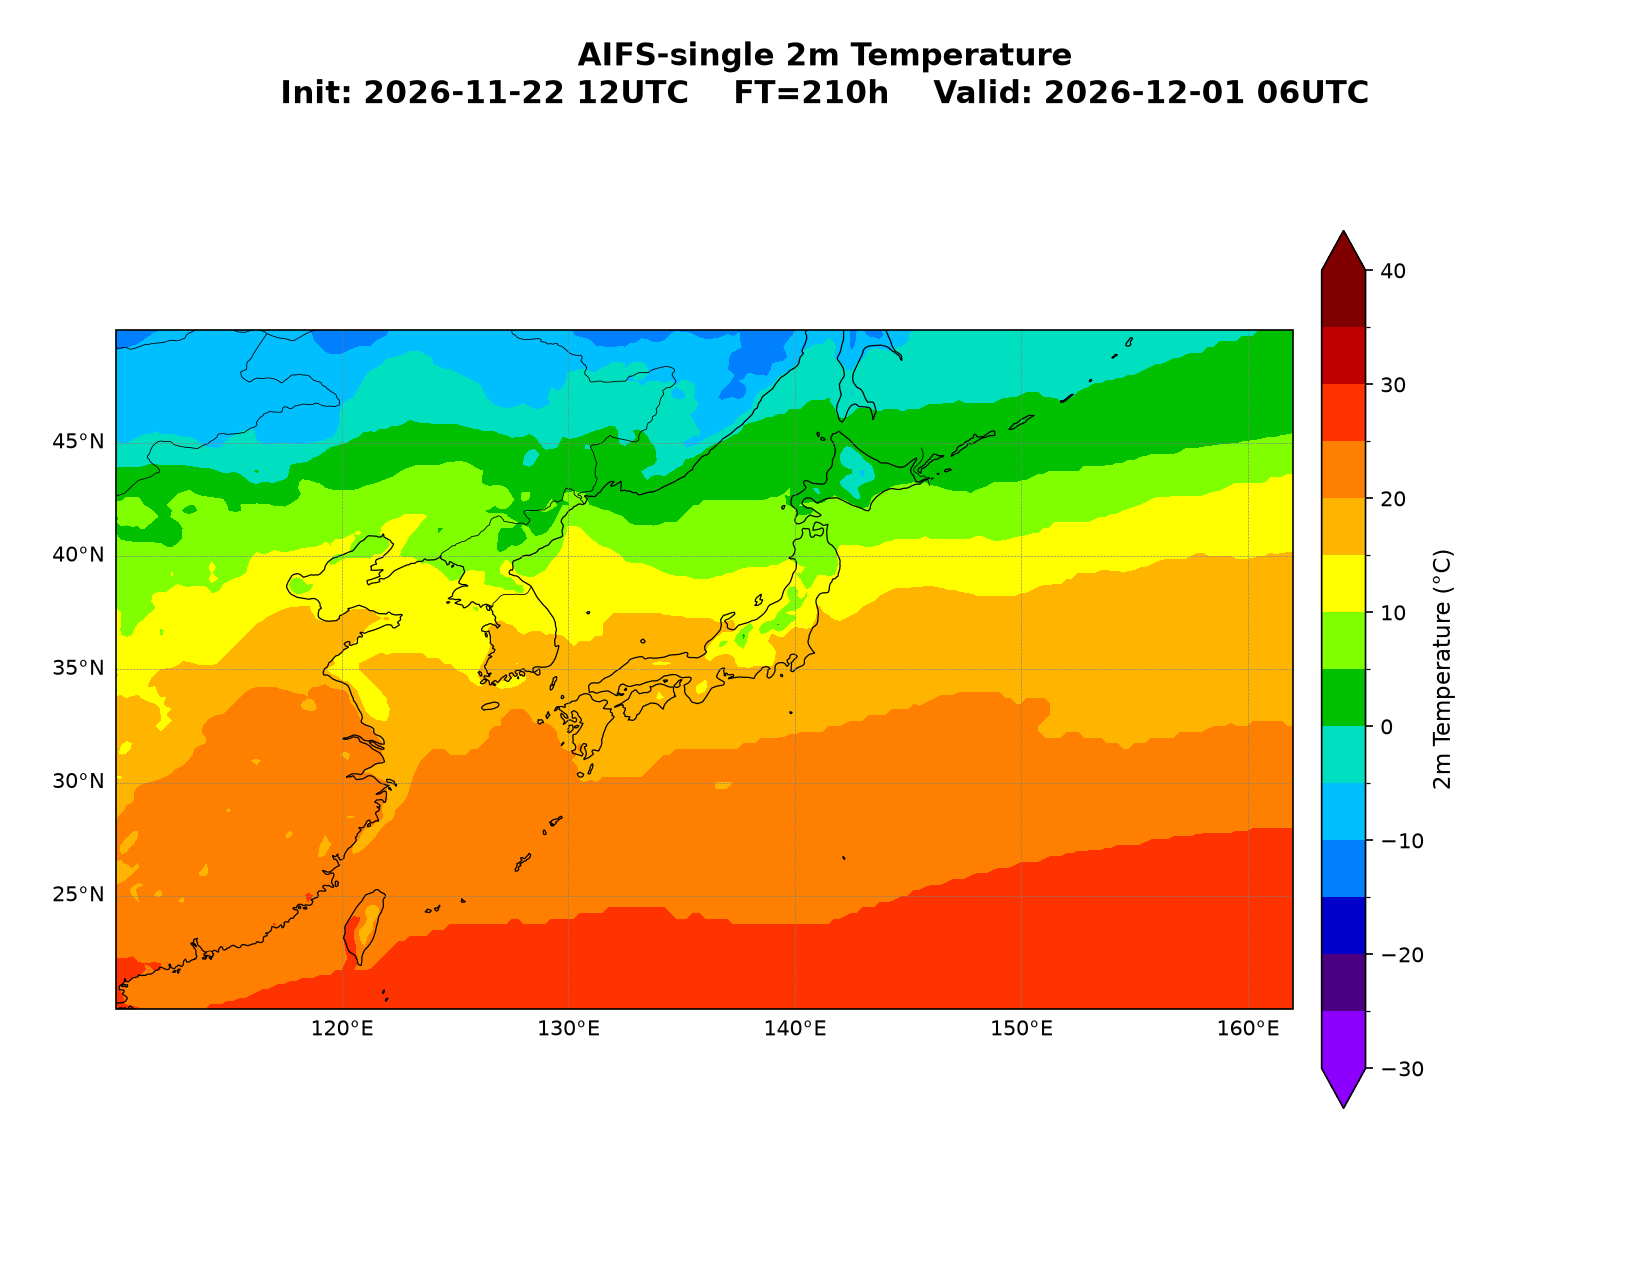 AIFS-single 2m Temperature
Init: 2026-11-22 12UTC    FT=210h    Valid: 2026-12-01 06UTC
45°N
40°N
35°N
30°N
25°N
120°E
130°E
140°E
150°E
160°E
40
30
20
10
0
−10
−20
−30
2m Temperature (°C)